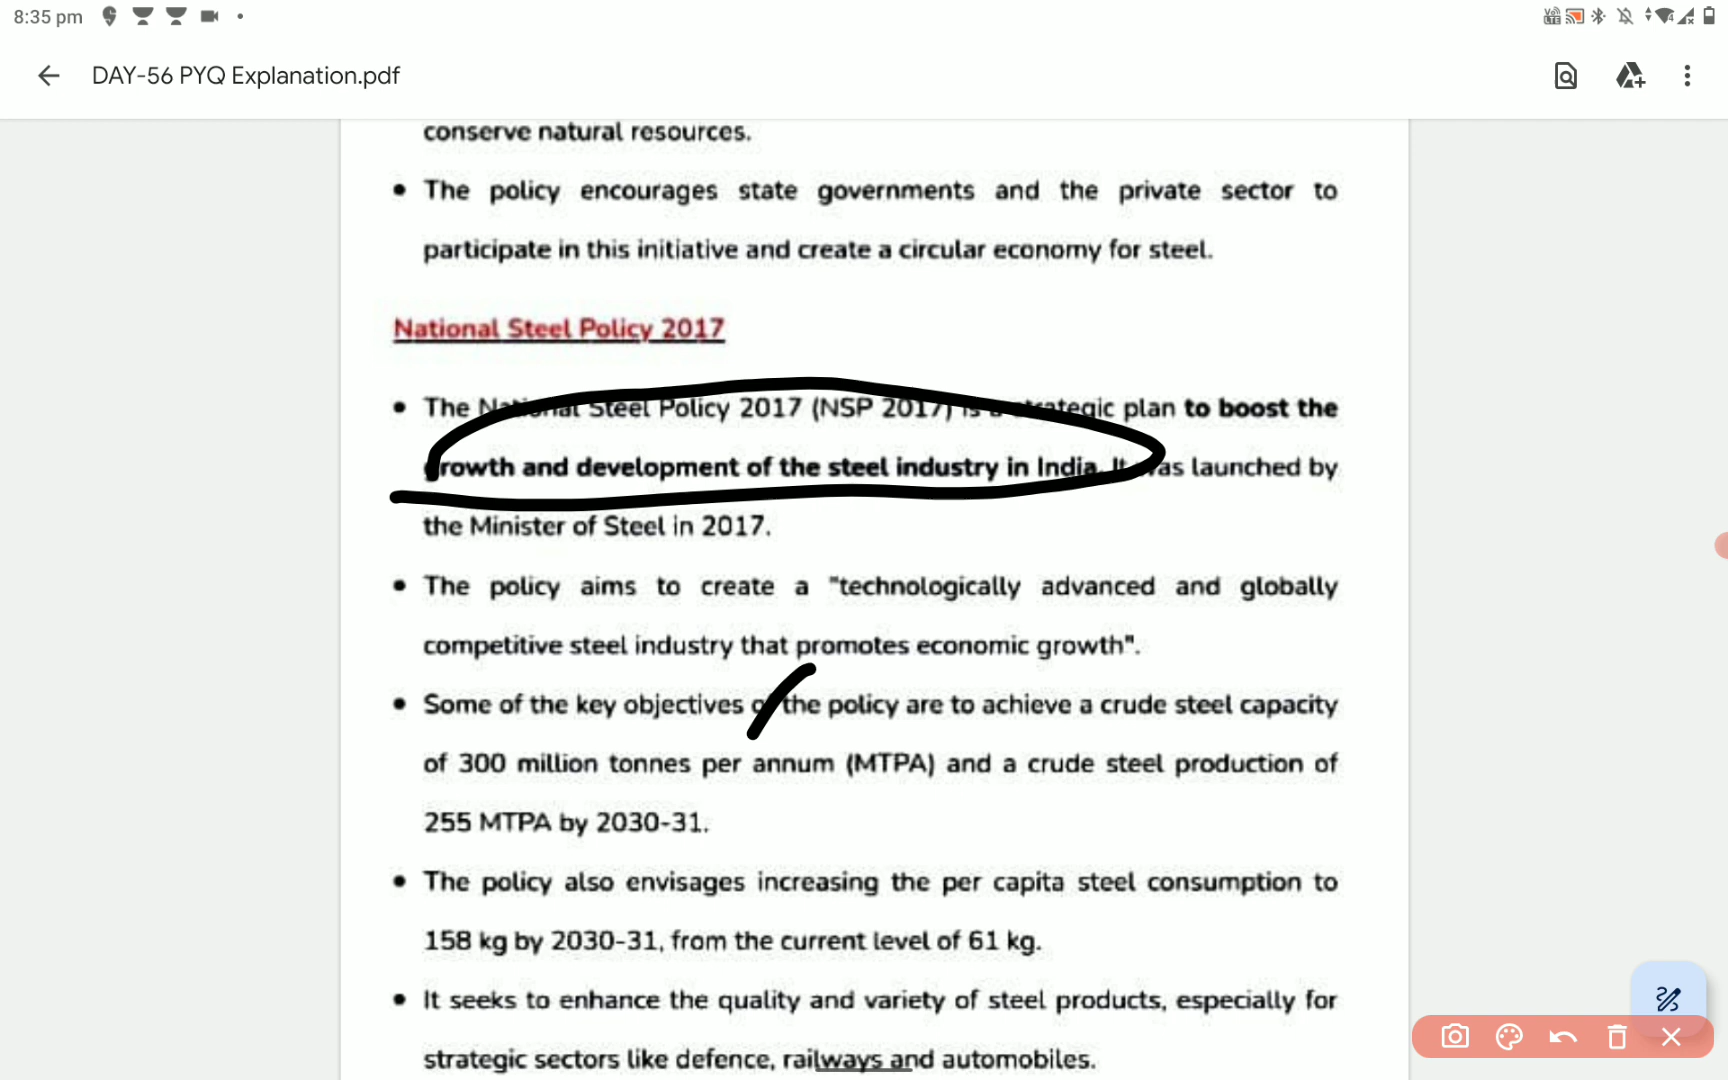 8:35 pm
DAY-56 PYQ Explanation.pdf
conserve natural resources.
• The policy encourages state governments and the private sector to
participate in this initiative and create a circular economy for steel.
National Steel Policy 2017
• The National Steel Policy 2017 (NSP 2017) is a strategic plan to boost the
growth and development of the steel industry in India. It was launched by
the Minister of Steel in 2017.
• The policy aims to create a "technologically advanced and globally
competitive steel industry that promotes economic growth".
• Some of the key objectives of the policy are to achieve a crude steel capacity
of 300 million tonnes per annum (MTPA) and a crude steel production of
255 MTPA by 2030-31.
• The policy also envisages increasing the per capita steel consumption to
158 kg by 2030-31, from the current level of 61 kg.
• It seeks to enhance the quality and variety of steel products, especially for
strategic sectors like defence, railways and automobiles.